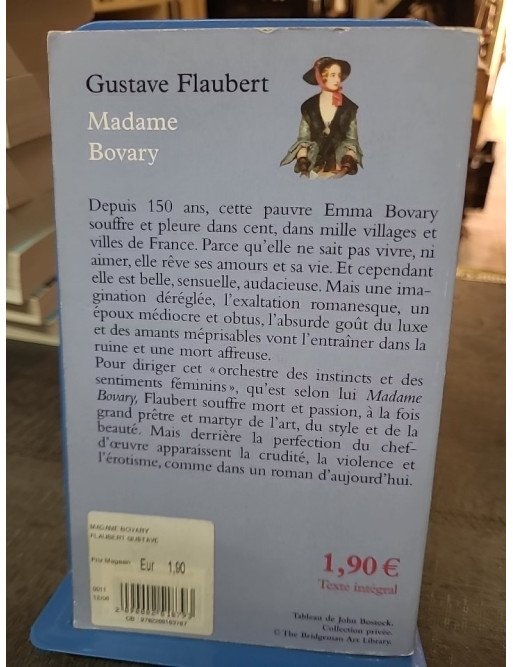 Gustave Flaubert
Madame
Bovary
Depuis 150 ans, cette pauvre Emma Bovary
souffre et pleure dans cent, dans mille villages et
villes de France. Parce qu'elle ne sait pas vivre, ni
aimer, elle rêve ses amours et sa vie. Et cependant
elle est belle, sensuelle, audacieuse. Mais une ima-
gination déréglée, l'exaltation romanesque, un
époux médiocre et obtus, l'absurde goût du luxe
et des amants méprisables vont l'entraîner dans la
ruine et une mort affreuse.
Pour diriger cet « orchestre des instincts et des
sentiments féminins », qu'est selon lui Madame
Bovary, Flaubert souffre mort et passion, à la fois
grand prêtre et martyr de l'art, du style et de la
beauté. Mais derrière la perfection du chef-
d'œuvre apparaissent la crudité, la violence et
l'érotisme, comme dans un roman d'aujourd'hui.
MADAME BOVARY
FLAUBERT GUSTAVE
Prix Magasin Eur 1,90
1,90 €
Texte intégral
Tableau de John Bostock.
Collection privée.
© The Bridgeman Art Library.